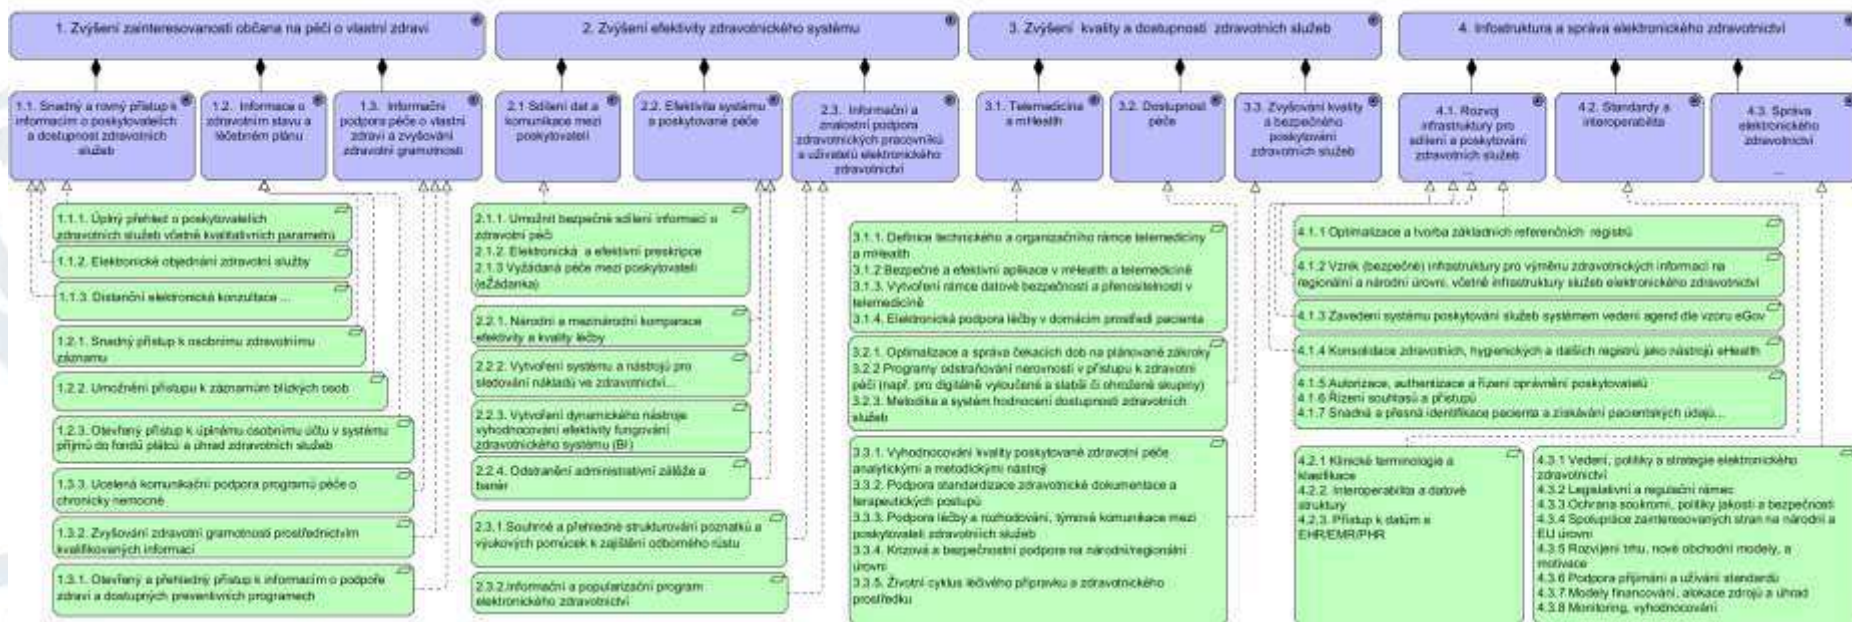 1. Zvýšení zainteresovanosti občana na péči o vlastní zdraví
2. Zvýšení efektivity zdravotnického systému
3. Zvýšení kvality a dostupnosti zdravotních služeb
4. Infostruktura a správa elektronického zdravotnictví
1.1. Snadný a rovný přístup k
informacím o poskytovatelích
a dostupnost zdravotních
služeb
1.2. Informace o
zdravotním stavu a
léčebném plánu
1.3. Informační
podpora péče o vlastní
zdraví a zvyšování
zdravotní gramotnosti
2.1 Sdílení dat a
komunikace mezi
poskytovateli
2.2. Efektivita systému
a poskytované péče
2.3. Informační a
znalostní podpora
zdravotnických pracovníků
a uživatelů elektronického
zdravotnictví
3.1. Telemedicína
a mHealth
3.2. Dostupnost
péče
3.3. Zvyšování kvality
a bezpečného
poskytování
zdravotních služeb
4.1. Rozvoj
infrastruktury pro
sdílení a poskytování
zdravotních služeb
...
4.2. Standardy a
interoperabilita
4.3. Správa
elektronického
zdravotnictví
...
1.1.1. Úplný přehled o poskytovatelích
zdravotních služeb včetně kvalitativních parametrů
1.1.2. Elektronické objednání zdravotní služby
1.1.3. Distanční elektronická konzultace ...
1.2.1. Snadný přístup k osobnímu zdravotnímu
záznamu
1.2.2. Umožnění přístupu k záznamům blízkých osob
1.2.3. Otevřený přístup k úplnému osobnímu účtu v systému
příjmů do fondů plátců a úhrad zdravotních služeb
1.3.3. Ucelená komunikační podpora programů péče o
chronicky nemocné
1.3.2. Zvyšování zdravotní gramotnosti prostřednictvím
kvalifikovaných informací
1.3.1. Otevřený a přehledný přístup k informacím o podpoře
zdraví a dostupných preventivních programech
2.1.1. Umožnit bezpečné sdílení informací o
zdravotní péči
2.1.2. Elektronická a efektivní preskripce
2.1.3 Vyžádaná péče mezi poskytovateli
(eŽádanka)
2.2.1. Národní a mezinárodní komparace
efektivity a kvality léčby
2.2.2. Vytvoření systému a nástrojů pro
sledování nákladů ve zdravotnictví...
2.2.3. Vytvoření dynamického nástroje
vyhodnocování efektivity fungování
zdravotnického systému (BI)
2.2.4. Odstranění administrativní zátěže a
bariér
2.3.1.Souhrné a přehledné strukturování poznatků a
výukových pomůcek k zajištění odborného růstu
2.3.2.Informační a popularizační program
elektronického zdravotnictví
3.1.1. Definice technického a organizačního rámce telemedicíny
a mHealth
3.1.2 Bezpečné a efektivní aplikace v mHealth a telemedicíně
3.1.3. Vytvoření rámce datové bezpečnosti a přenositelnosti v
telemedicíně
3.1.4. Elektronická podpora léčby v domácím prostředí pacienta
3.2.1. Optimalizace a správa čekacích dob na plánované zákroky
3.2.2 Programy odstraňování nerovností v přístupu k zdravotní
péči (např. pro digitálně vyloučené a slabší či ohrožené skupiny)
3.2.3. Metodika a systém hodnocení dostupnosti zdravotních
služeb
3.3.1. Vyhodnocování kvality poskytované zdravotní péče
analytickými a metodickými nástroji
3.3.2. Podpora standardizace zdravotnické dokumentace a
terapeutických postupů
3.3.3. Podpora léčby a rozhodování, týmová komunikace mezi
poskytovateli zdravotních služeb
3.3.4. Krizová a bezpečnostní podpora na národní/regionální
úrovni
3.3.5. Životní cyklus léčivého přípravku a zdravotnického
prostředku
4.1.1 Optimalizace a tvorba základních referenčních registrů
4.1.2 Vznik (bezpečné) infrastruktury pro výměnu zdravotnických informací na
regionální a národní úrovni, včetně infrastruktury služeb elektronického zdravotnictví
4.1.3 Zavedení systému poskytování služeb systémem vedení agend dle vzoru eGov
4.1.4 Konsolidace zdravotních, hygienických a dalších registrů jako nástrojů eHealth
4.1.5 Autorizace, authentizace a řízení oprávnění poskytovatelů
4.1.6 Řízení souhlasů a přístupů
4.1.7 Snadná a přesná identifikace pacienta a získávání pacientských údajů...
4.2.1 Klinické terminologie a
klasifikace
4.2.2. Interoperabilita a datové
struktury
4.2.3. Přístup k datům a
EHR/EMR/PHR
4.3.1 Vedení, politiky a strategie elektronického
zdravotnictví
4.3.2 Legislativní a regulační rámec
4.3.3 Ochrana soukromí, politiky jakosti a bezpečnosti
4.3.4 Spolupráce zainteresovaných stran na národní a
EU úrovni
4.3.5 Rozvíjení trhu, nové obchodní modely, a
motivace
4.3.6 Podpora přijímání a užívání standardů
4.3.7 Modely financování, alokace zdrojů a úhrad
4.3.8 Monitoring, vyhodnocování